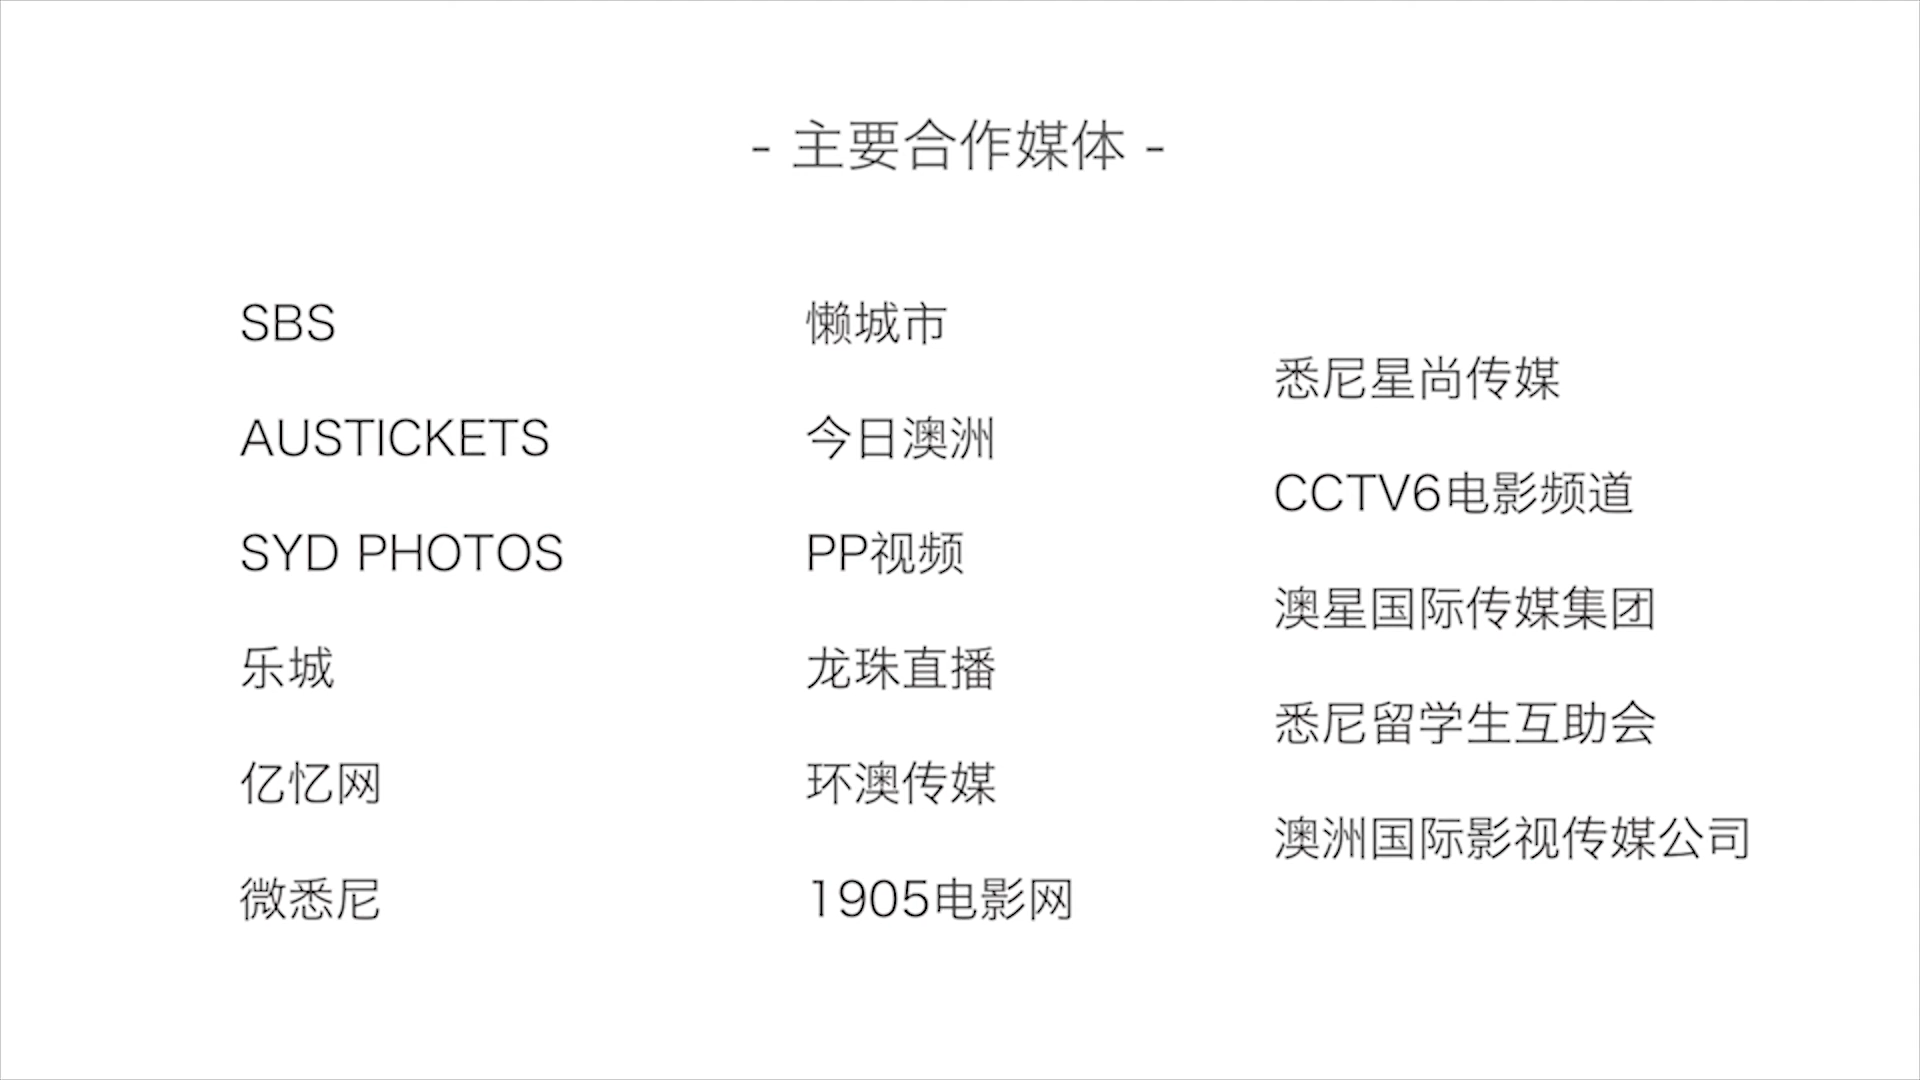 - 主要合作媒体 -
SBS
AUSTICKETS
SYD PHOTOS
乐城
亿忆网
微悉尼
懒城市
今日澳洲
PP视频
龙珠直播
环澳传媒
1905电影网
悉尼星尚传媒
CCTV6电影频道
澳星国际传媒集团
悉尼留学生互助会
澳洲国际影视传媒公司